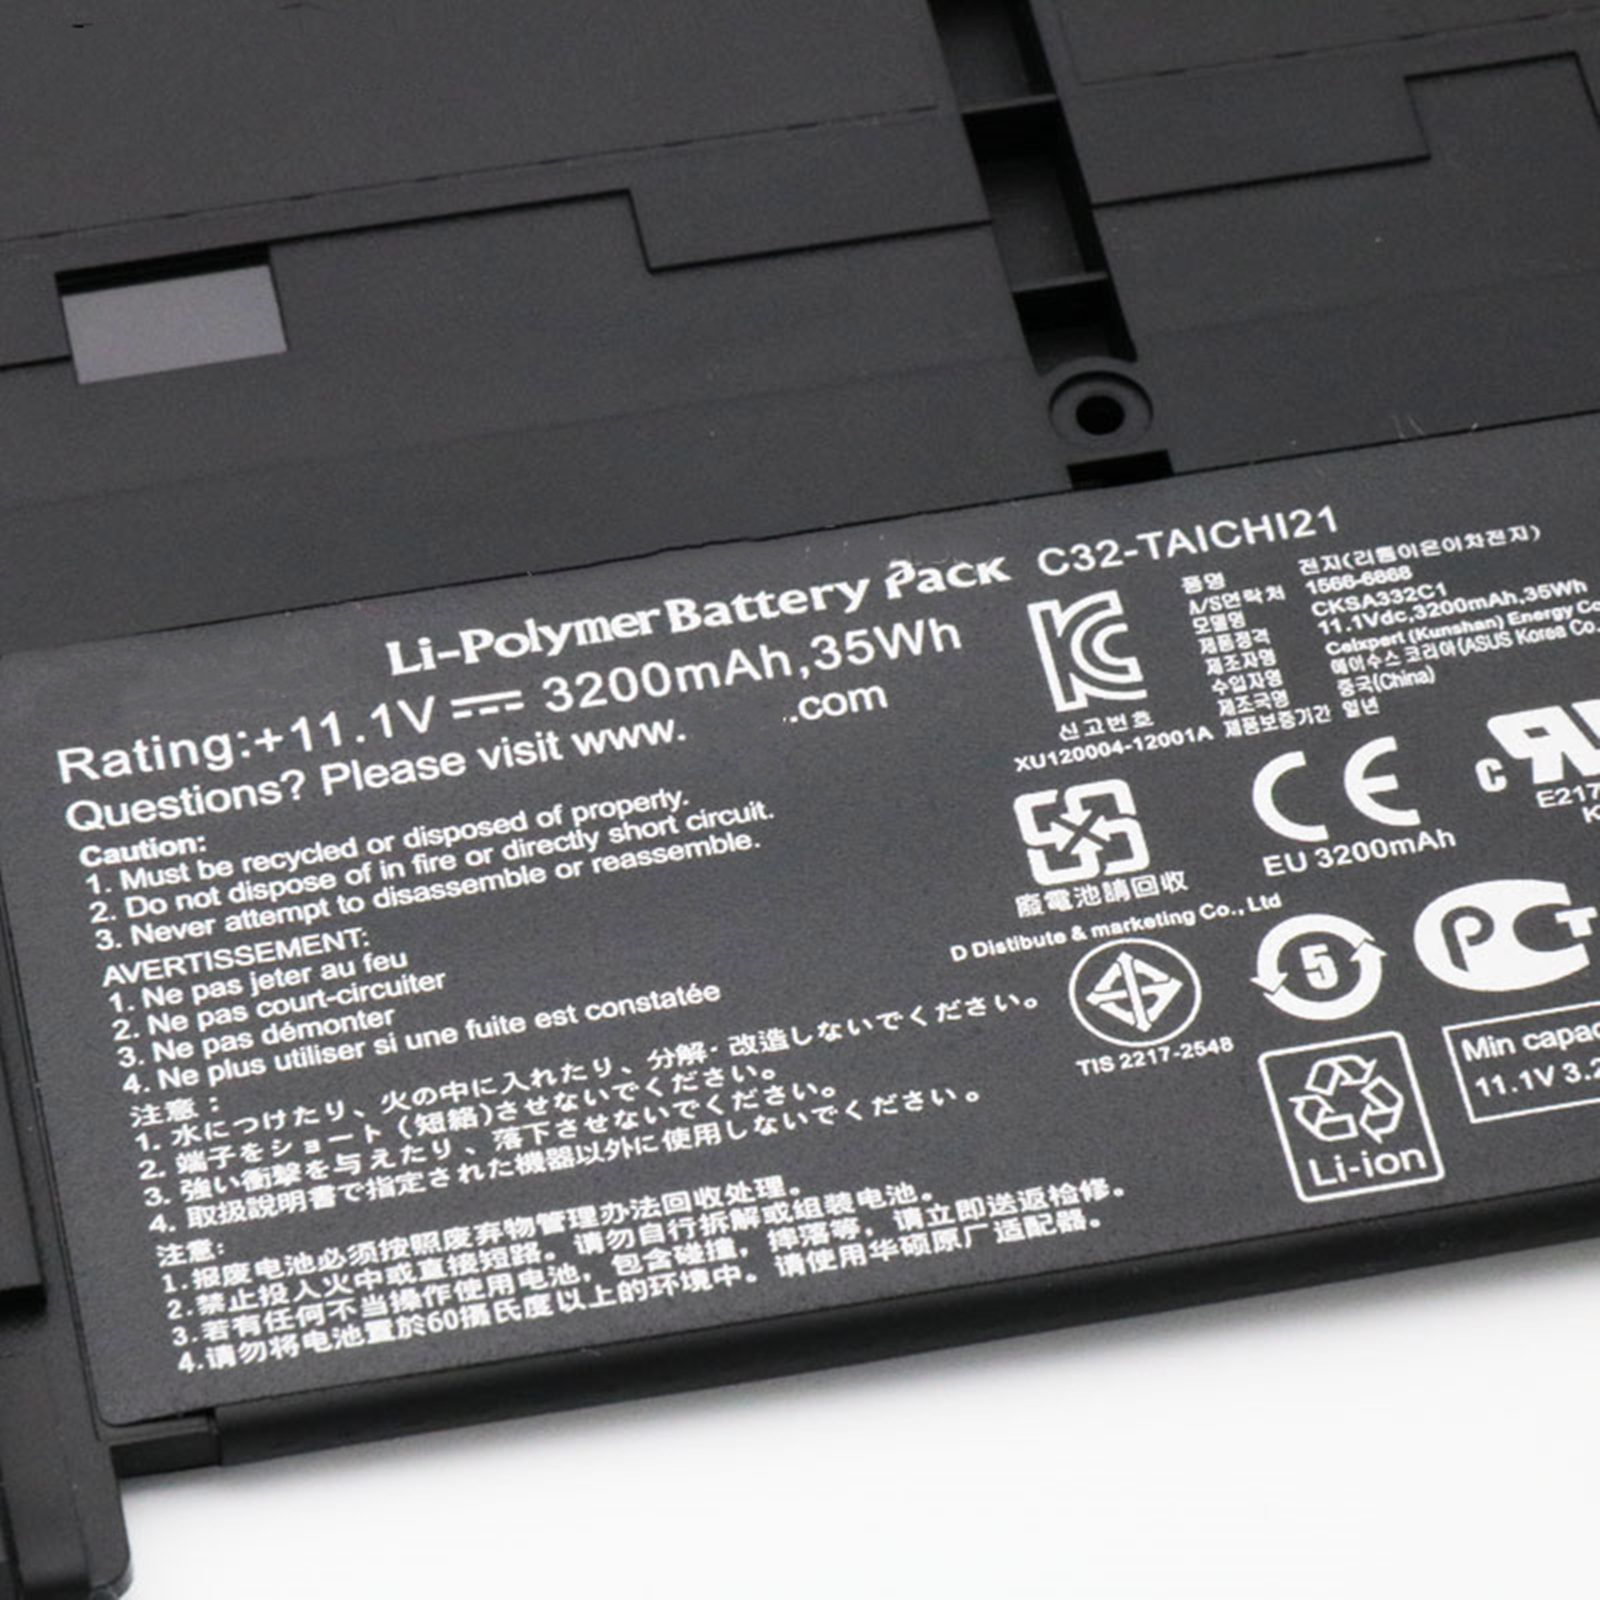 Li-Polymer Battery Pack C32-TAICHI21
Rating:+11.1V 3200mAh,35Wh
Questions? Please visit www. .com
Caution:
1. Must be recycled or disposed of properly.
2. Do not dispose of in fire or directly short circuit.
3. Never attempt to disassemble or reassemble.
AVERTISSEMENT:
1. Ne pas jeter au feu
2. Ne pas court-circuiter
3. Ne pas démonter
4. Ne plus utiliser si une fuite est constatée
注意:
1. 水につけたり、火の中に入れたり、分解·改造しないでください。
2. 端子をショート(短絡)させないでください。
3. 強い衝撃を与えたり、落下させないでください。
4. 取扱説明書で指定された機器以外に使用しないでください。
注意:
1.报废电池必须按照废弃物管理办法回收处理。
2.禁止投入火中或直接短路。请勿自行拆解或组装电池。
3.若有任何不当操作使用电池，包含碰撞，摔落等，请立即送返检修。
4.请勿将电池置於60摄氏度以上的环境中。请使用华硕原厂适配器。
품명 전지(리튬이온이차전지)
A/S연락처 1566-6868
모델명 CKSA332C1
제품정격 11.1Vdc,3200mAh,35Wh
제조자명 Celxpert (Kunshan) Energy Co
수입자명 에이수스 코리아(ASUS Korea Co.
제조국명 중국(China)
제품보증기간 일년
신고번호
XU120004-12001A
廢電池請回收
CE
EU 3200mAh
c
E217
K
D Distibute & marketing Co., Ltd
TIS 2217-2548
5
PCT
Li-ion
Min capac
11.1V 3.2